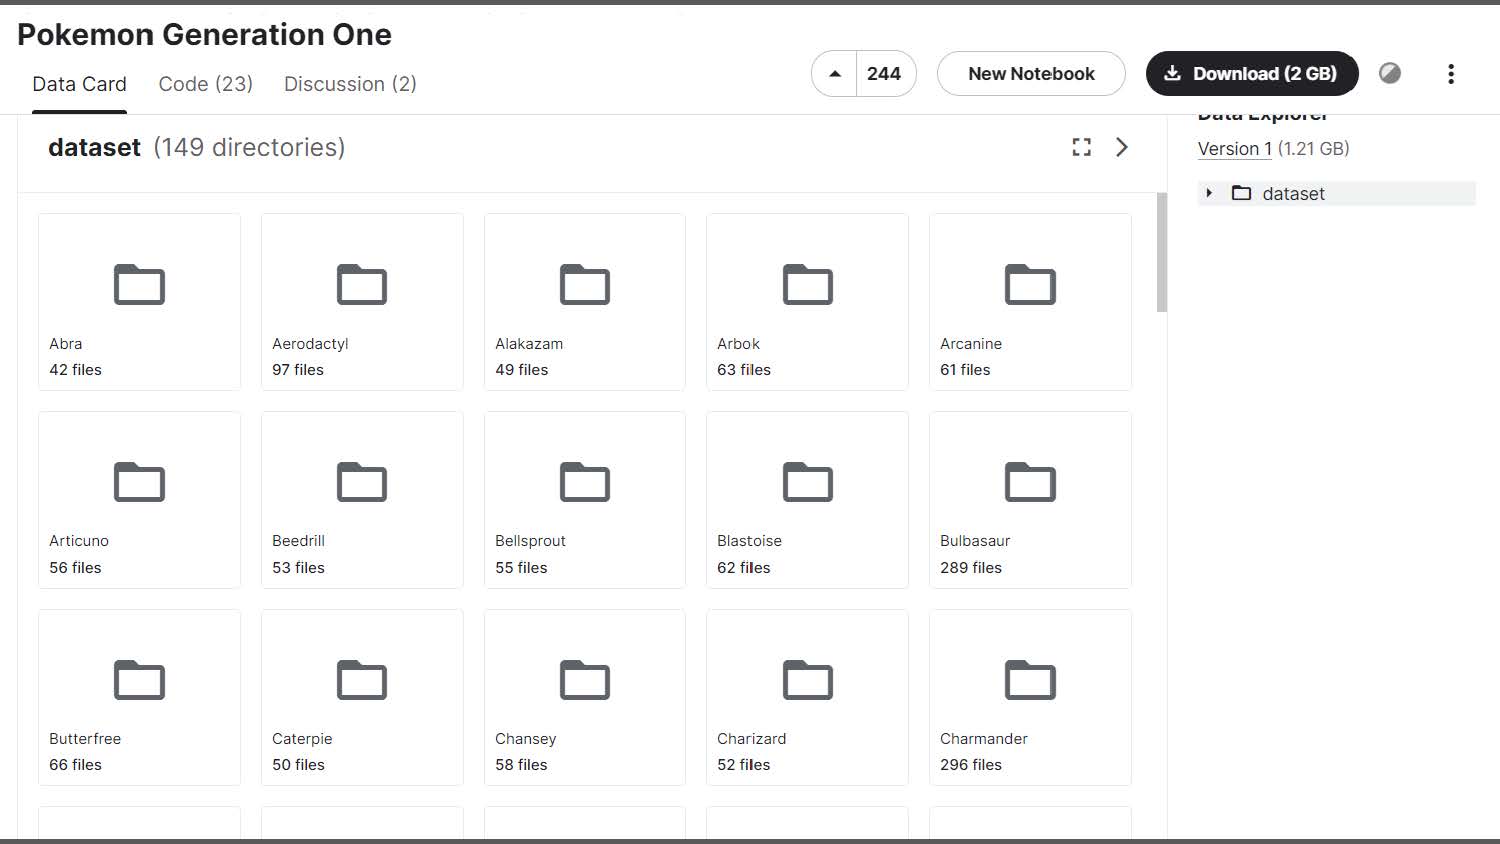 Pokemon Generation One
Data Card Code (23) Discussion (2)
244
New Notebook
Download (2 GB)
dataset (149 directories)
Data Explorer
Version 1 (1.21 GB)
dataset
Abra
42 files
Aerodactyl
97 files
Alakazam
49 files
Arbok
63 files
Arcanine
61 files
Articuno
56 files
Beedrill
53 files
Bellsprout
55 files
Blastoise
62 files
Bulbasaur
289 files
Butterfree
66 files
Caterpie
50 files
Chansey
58 files
Charizard
52 files
Charmander
296 files